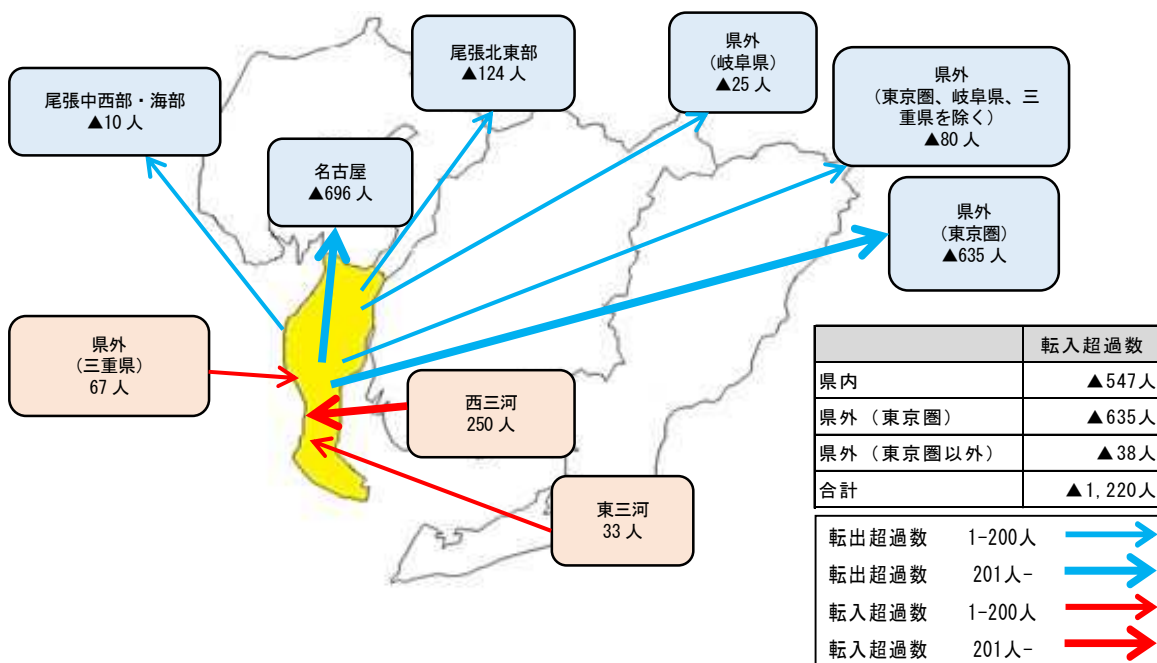 尾張北東部
▲124 人
県外
(岐阜県)
▲25 人
県外
(東京圏、岐阜県、三
重県を除く)
▲80 人
尾張中西部・海部
▲10 人
名古屋
▲696 人
県外
(東京圏)
▲635 人
県外
(三重県)
67 人
西三河
250 人
東三河
33 人
転入超過数
県内 ▲547人
県外（東京圏） ▲635人
県外（東京圏以外） ▲38人
合計 ▲1,220人
転出超過数 1-200人
転出超過数 201人-
転入超過数 1-200人
転入超過数 201人-